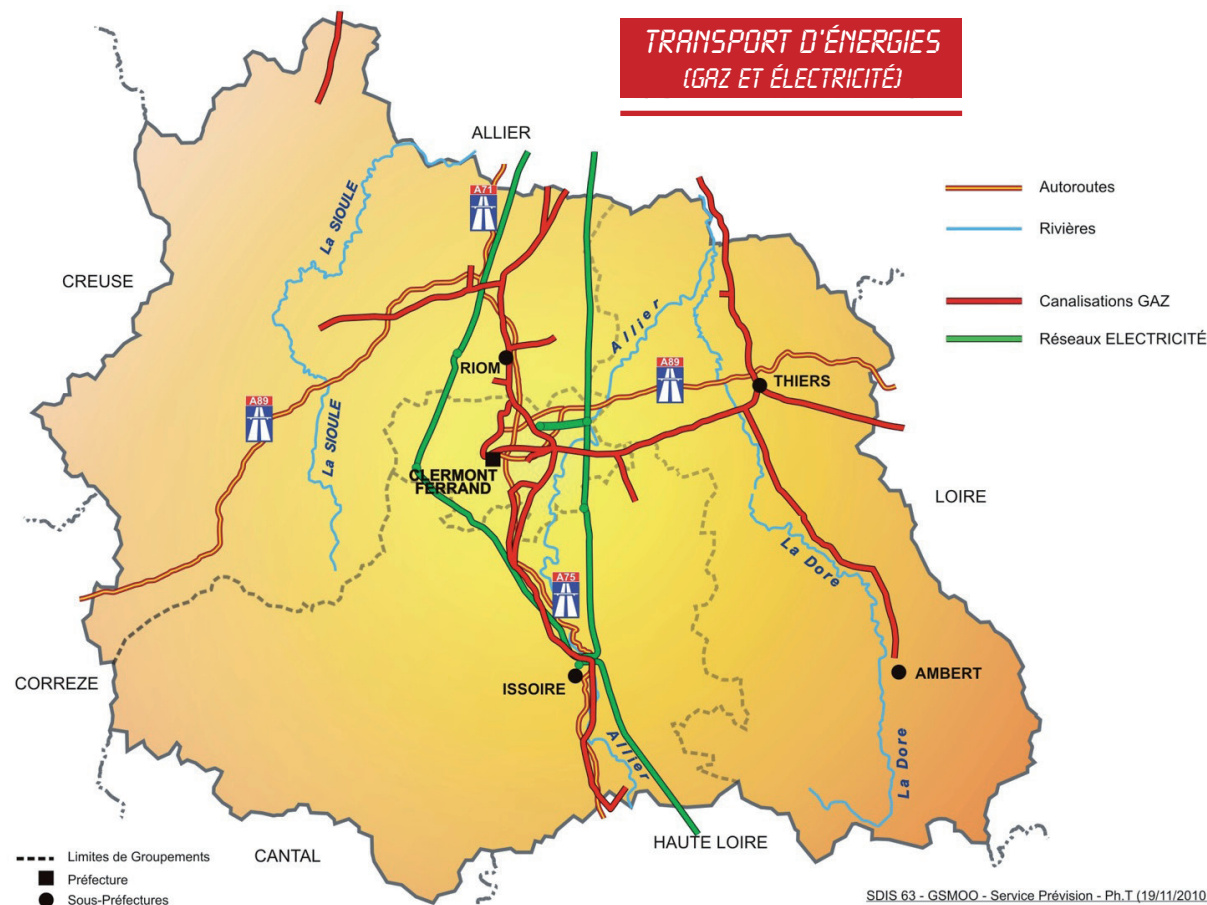 TRANSPORT D'ÉNERGIES
(GAZ ET ÉLECTRICITÉ)
ALLIER
A71
La SIOULE
Autoroutes
Rivières
CREUSE
Canalisations GAZ
Réseaux ELECTRICITÉ
Allier
RIOM
A89
THIERS
A89
La SIOULE
CLERMONT
FERRAND
LOIRE
La Dore
A75
CORREZE
ISSOIRE
AMBERT
Allier
La Dore
HAUTE LOIRE
CANTAL
Limites de Groupements
Préfecture
Sous-Préfectures
SDIS 63 - GSMOO - Service Prévision - Ph.T (19/11/2010)